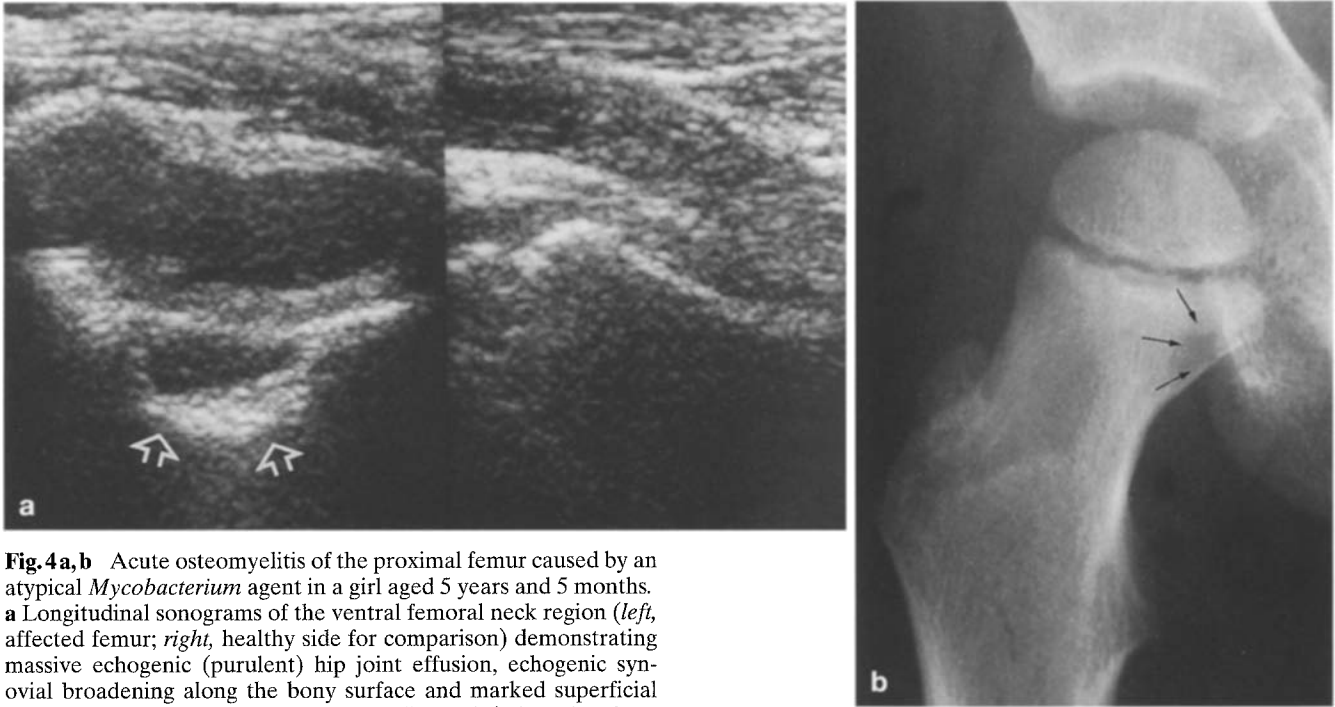 a
b
Fig. 4a,b Acute osteomyelitis of the proximal femur caused by an
atypical Mycobacterium agent in a girl aged 5 years and 5 months.
a Longitudinal sonograms of the ventral femoral neck region (left,
affected femur; right, healthy side for comparison) demonstrating
massive echogenic (purulent) hip joint effusion, echogenic syn-
ovial broadening along the bony surface and marked superficial